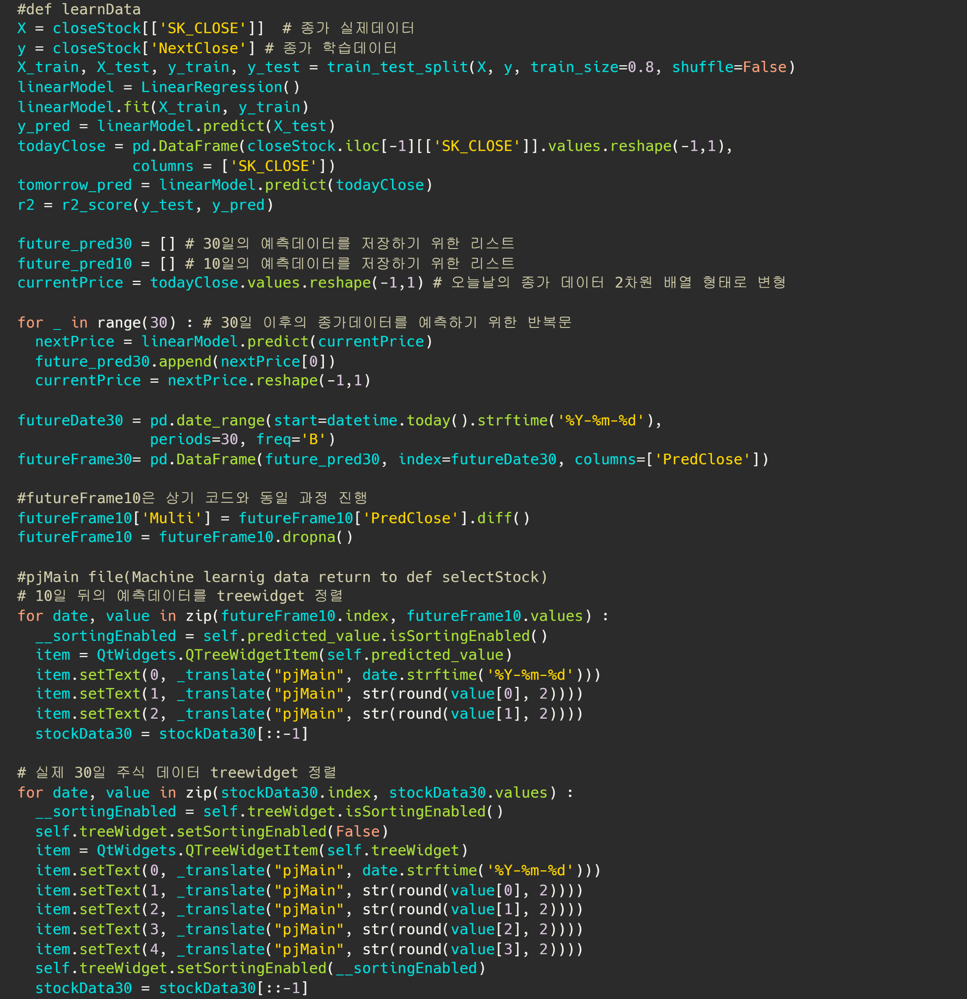 #def learnData
X = closeStock[['SK_CLOSE']]  # 종가 실제데이터
y = closeStock['NextClose'] # 종가 학습데이터
X_train, X_test, y_train, y_test = train_test_split(X, y, train_size=0.8, shuffle=False)
linearModel = LinearRegression()
linearModel.fit(X_train, y_train)
y_pred = linearModel.predict(X_test)
todayClose = pd.DataFrame(closeStock.iloc[-1][['SK_CLOSE']].values.reshape(-1,1),
             columns = ['SK_CLOSE'])
tomorrow_pred = linearModel.predict(todayClose)
r2 = r2_score(y_test, y_pred)

future_pred30 = [] # 30일의 예측데이터를 저장하기 위한 리스트
future_pred10 = [] # 10일의 예측데이터를 저장하기 위한 리스트
currentPrice = todayClose.values.reshape(-1,1) # 오늘날의 종가 데이터 2차원 배열 형태로 변형

for _ in range(30) : # 30일 이후의 종가데이터를 예측하기 위한 반복문
  nextPrice = linearModel.predict(currentPrice)
  future_pred30.append(nextPrice[0])
  currentPrice = nextPrice.reshape(-1,1)

futureDate30 = pd.date_range(start=datetime.today().strftime('%Y-%m-%d'),
               periods=30, freq='B')
futureFrame30= pd.DataFrame(future_pred30, index=futureDate30, columns=['PredClose'])

#futureFrame10은 상기 코드와 동일 과정 진행
futureFrame10['Multi'] = futureFrame10['PredClose'].diff()
futureFrame10 = futureFrame10.dropna()

#pjMain file(Machine learnig data return to def selectStock)
# 10일 뒤의 예측데이터를 treewidget 정렬
for date, value in zip(futureFrame10.index, futureFrame10.values) :
  __sortingEnabled = self.predicted_value.isSortingEnabled()
  item = QtWidgets.QTreeWidgetItem(self.predicted_value)
  item.setText(0, _translate("pjMain", date.strftime('%Y-%m-%d')))
  item.setText(1, _translate("pjMain", str(round(value[0], 2))))
  item.setText(2, _translate("pjMain", str(round(value[1], 2))))
  stockData30 = stockData30[::-1]

# 실제 30일 주식 데이터 treewidget 정렬
for date, value in zip(stockData30.index, stockData30.values) :
  __sortingEnabled = self.treeWidget.isSortingEnabled()
  self.treeWidget.setSortingEnabled(False)
  item = QtWidgets.QTreeWidgetItem(self.treeWidget)
  item.setText(0, _translate("pjMain", date.strftime('%Y-%m-%d')))
  item.setText(1, _translate("pjMain", str(round(value[0], 2))))
  item.setText(2, _translate("pjMain", str(round(value[1], 2))))
  item.setText(3, _translate("pjMain", str(round(value[2], 2))))
  item.setText(4, _translate("pjMain", str(round(value[3], 2))))
  self.treeWidget.setSortingEnabled(__sortingEnabled)
  stockData30 = stockData30[::-1]